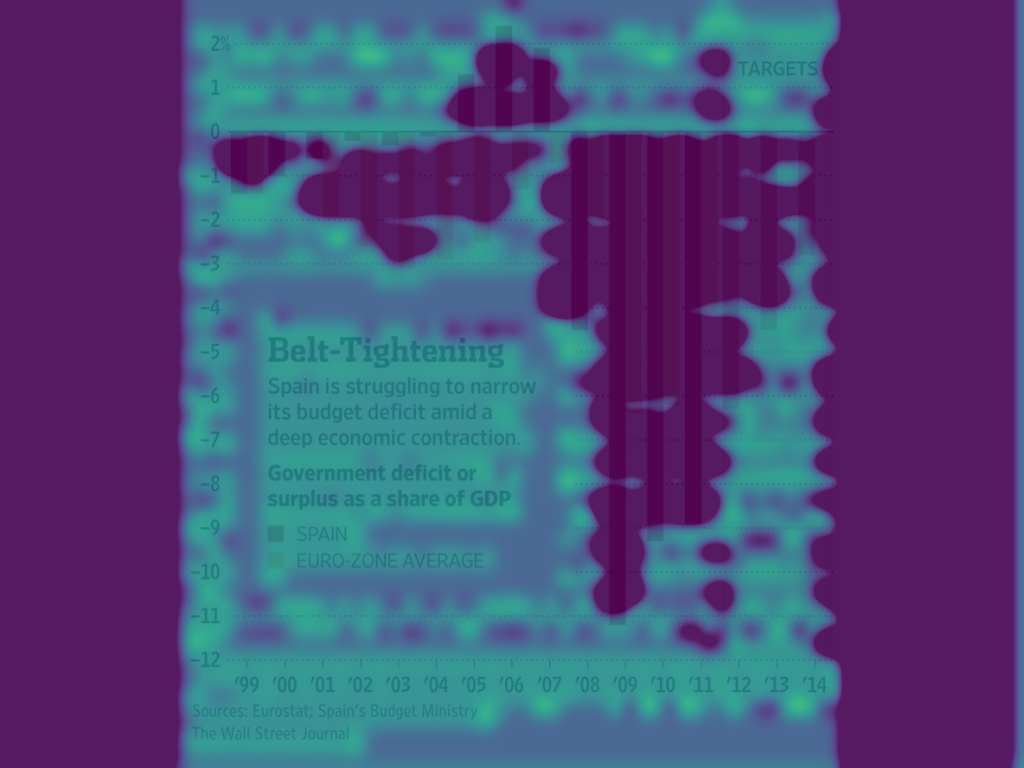 2%
TARGETS
1
0
–1
–2
–3
–4
–5
–6
–7
–8
–9
–10
–11
–12
Belt-Tightening
Spain is struggling to narrow
its budget deficit amid a
deep economic contraction.
Government deficit or
surplus as a share of GDP
SPAIN
EURO-ZONE AVERAGE
'99 '00 '01 '02 '03 '04 '05 '06 '07 '08 '09 '10 '11 '12 '13 '14
Sources: Eurostat; Spain's Budget Ministry
The Wall Street Journal